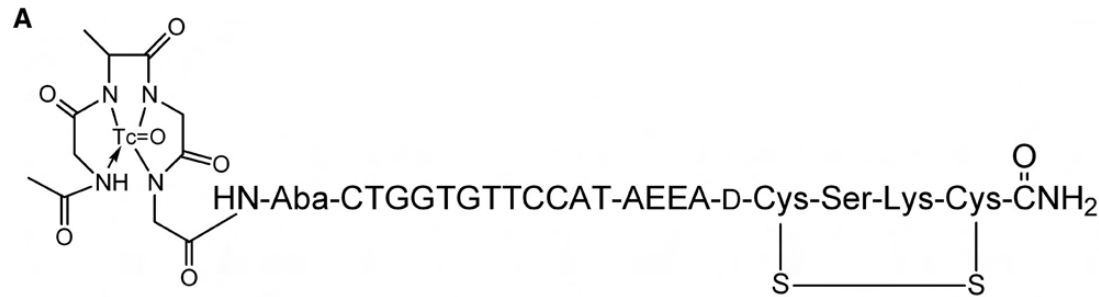 A
O
O
N
N
Tc=O
O
NH
N
O
O
HN-Aba-CTGGTGTTCCAT-AEEA-D-Cys-Ser-Lys-Cys-CNH2
O
O
S
S